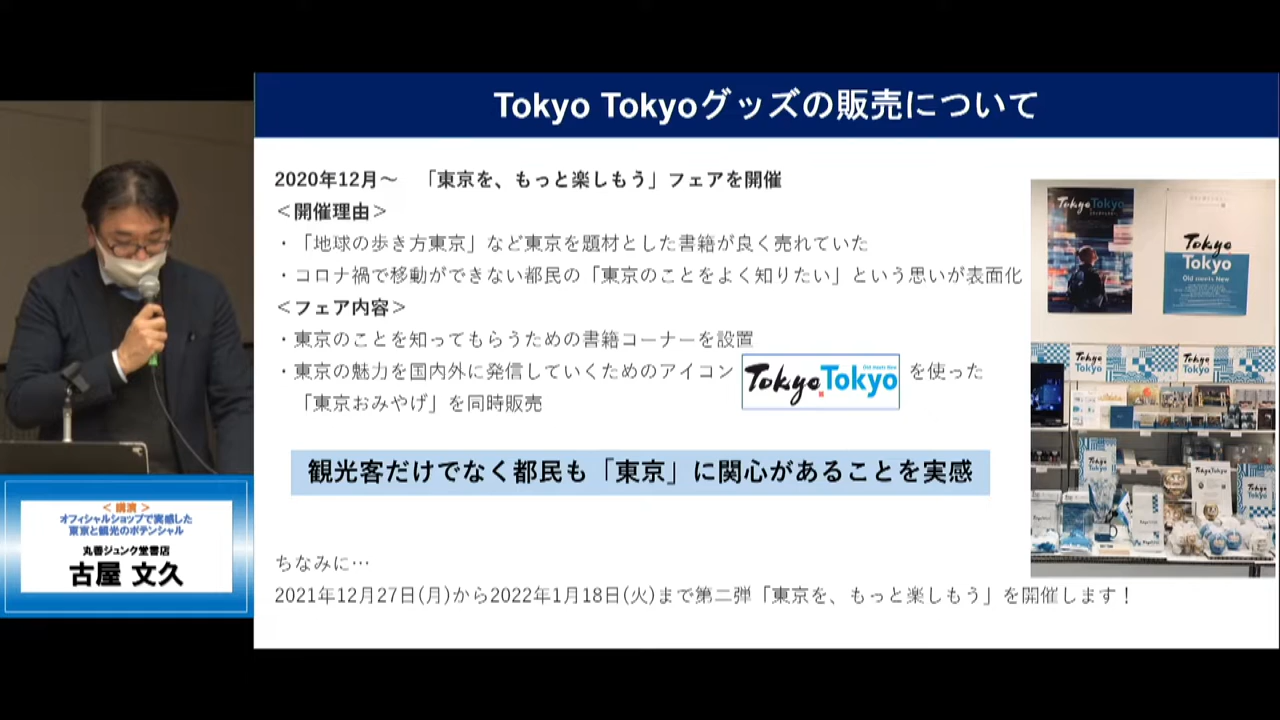 Tokyo Tokyoグッズの販売について
2020年12月～　「東京を、もっと楽しもう」フェアを開催
＜開催理由＞
・「地球の歩き方東京」など東京を題材とした書籍が良く売れていた
・コロナ禍で移動ができない都民の「東京のことをよく知りたい」という思いが表面化
＜フェア内容＞
・東京のことを知ってもらうための書籍コーナーを設置
・東京の魅力を国内外に発信していくためのアイコン Tokyo Tokyo Old meets New を使った
「東京おみやげ」を同時販売
観光客だけでなく都民も「東京」に関心があることを実感
ちなみに…
2021年12月27日(月)から2022年1月18日(火)まで第二弾「東京を、もっと楽しもう」を開催します！
Tokyo Tokyo
Tokyo
Tokyo
Old meets New
Tokyo
Tokyo
Tokyo
Tokyo
＜講演＞
オフィシャルショップで実感した
東京と観光のポテンシャル
丸善ジュンク堂書店
古屋 文久